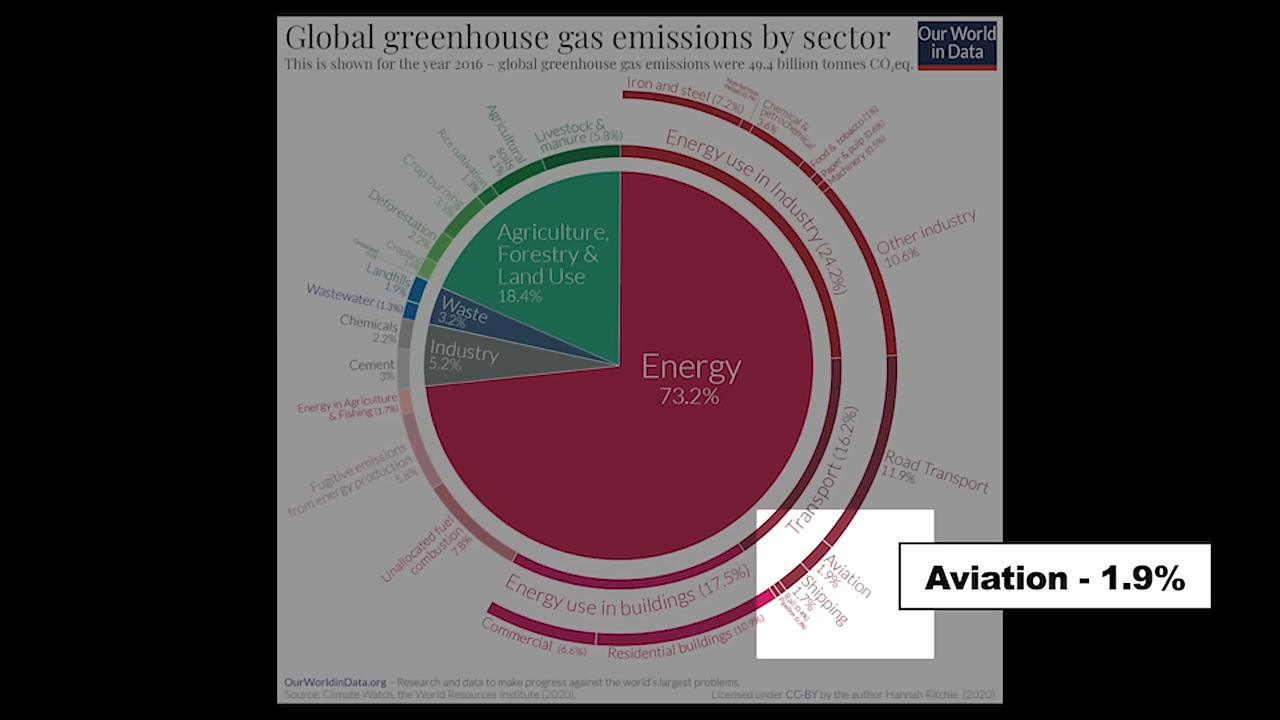 Global greenhouse gas emissions by sector
Our World
in Data
This is shown for the year 2016 – global greenhouse gas emissions were 49.4 billion tonnes CO₂eq.
Iron and steel (7.2%)
Chemical &
petrochemical
3.6%
Food & tobacco (1%)
Paper & pulp (0.6%)
Machinery (0.5%)
Livestock &
manure (5.8%)
Agricultural
soils
4.1%
Rice cultivation
1.3%
Crop burning
3.5%
Deforestation
2.2%
Cropland
1.4%
Landfills
1.9%
Wastewater (1.3%)
Chemicals
2.2%
Cement
3%
Energy in Agriculture
& Fishing (1.7%)
Fugitive emissions
from energy production
5.8%
Unallocated fuel
combustion
7.8%
Energy use in Industry (24.2%)
Other industry
10.6%
Agriculture,
Forestry &
Land Use
18.4%
Waste
3.2%
Industry
5.2%
Energy
73.2%
Transport (16.2%)
Road Transport
11.9%
Aviation
1.9%
Shipping
1.7%
Rail (0.4%)
Aviation - 1.9%
Energy use in buildings (17.5%)
Commercial (6.6%)
Residential buildings (10.9%)
OurWorldinData.org – Research and data to make progress against the world's largest problems.
Source: Climate Watch, the World Resources Institute (2020).
Licensed under CC-BY by the author Hannah Ritchie (2020).